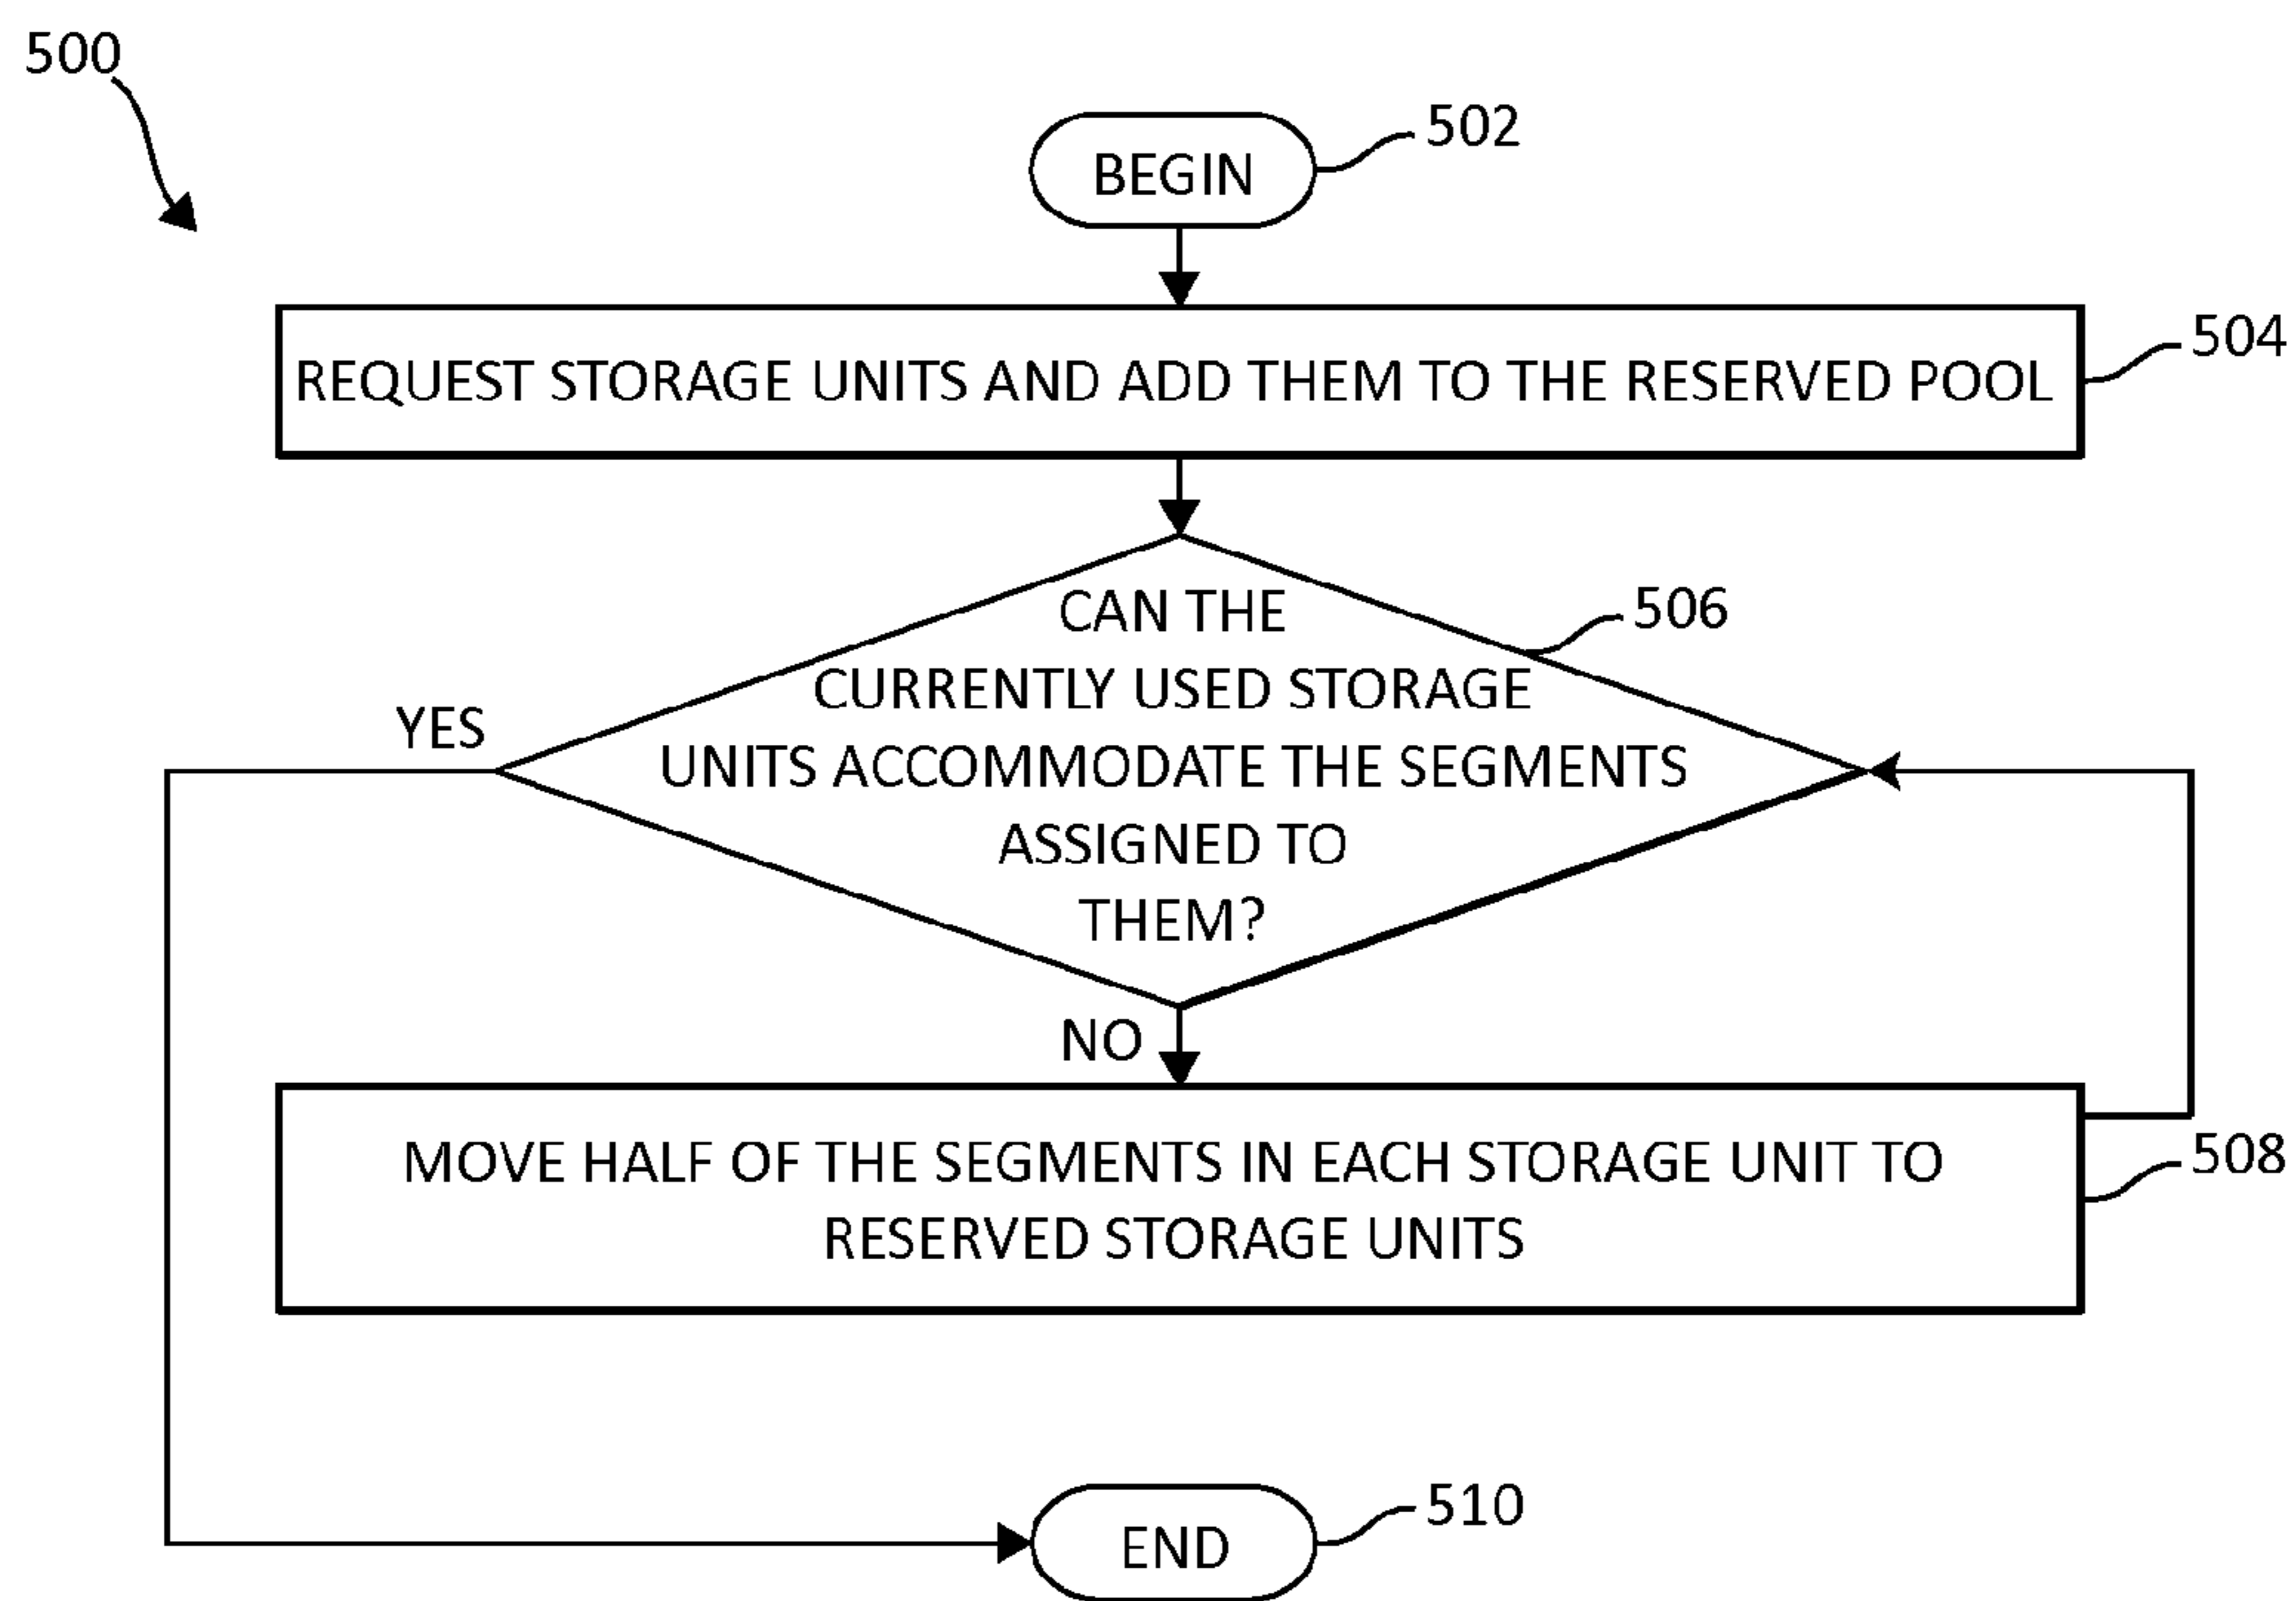 500
BEGIN
502
REQUEST STORAGE UNITS AND ADD THEM TO THE RESERVED POOL
504
CAN THE
CURRENTLY USED STORAGE
UNITS ACCOMMODATE THE SEGMENTS
ASSIGNED TO
THEM?
506
YES
NO
MOVE HALF OF THE SEGMENTS IN EACH STORAGE UNIT TO
RESERVED STORAGE UNITS
508
END
510